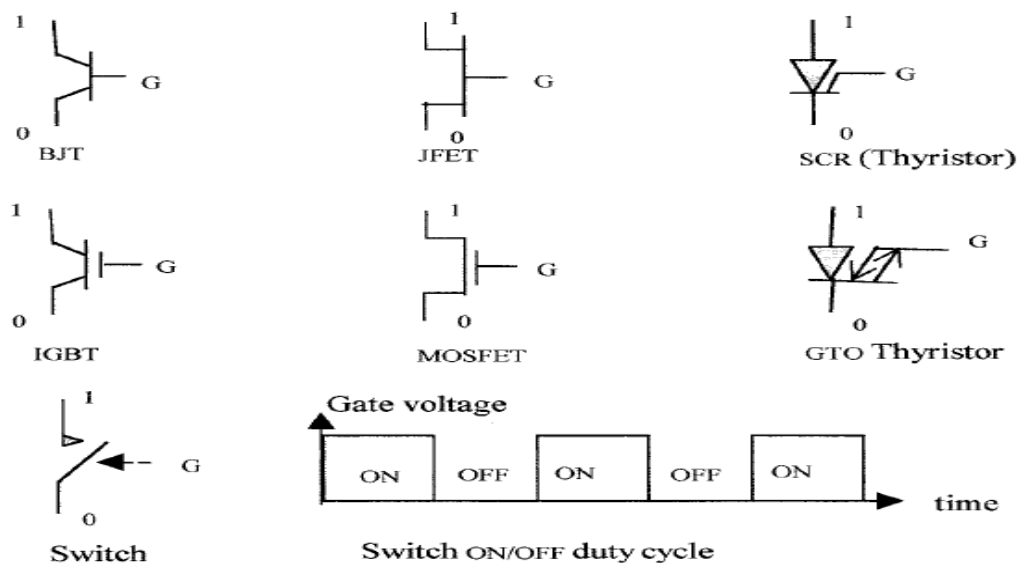 1
G
0
BJT
1
G
0
JFET
1
G
0
SCR (Thyristor)
1
G
0
IGBT
1
G
0
MOSFET
1
G
0
GTO Thyristor
1
G
0
Switch
Gate voltage
ON OFF ON OFF ON
time
Switch ON/OFF duty cycle